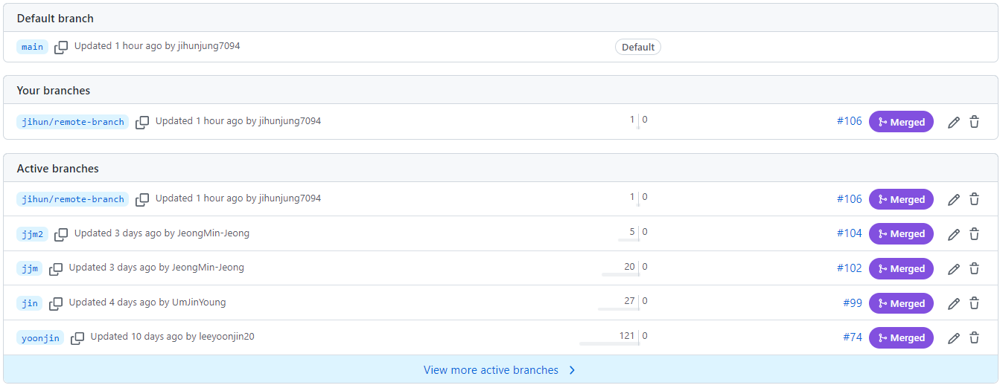 Default branch
main Updated 1 hour ago by jihunjung7094 Default
Your branches
jihun/remote-branch Updated 1 hour ago by jihunjung7094 1 0 #106 Merged
Active branches
jihun/remote-branch Updated 1 hour ago by jihunjung7094 1 0 #106 Merged
jjm2 Updated 3 days ago by JeongMin-Jeong 5 0 #104 Merged
jjm Updated 3 days ago by JeongMin-Jeong 20 0 #102 Merged
jin Updated 4 days ago by UmJinYoung 27 0 #99 Merged
yoonjin Updated 10 days ago by leeyoonjin20 121 0 #74 Merged
View more active branches